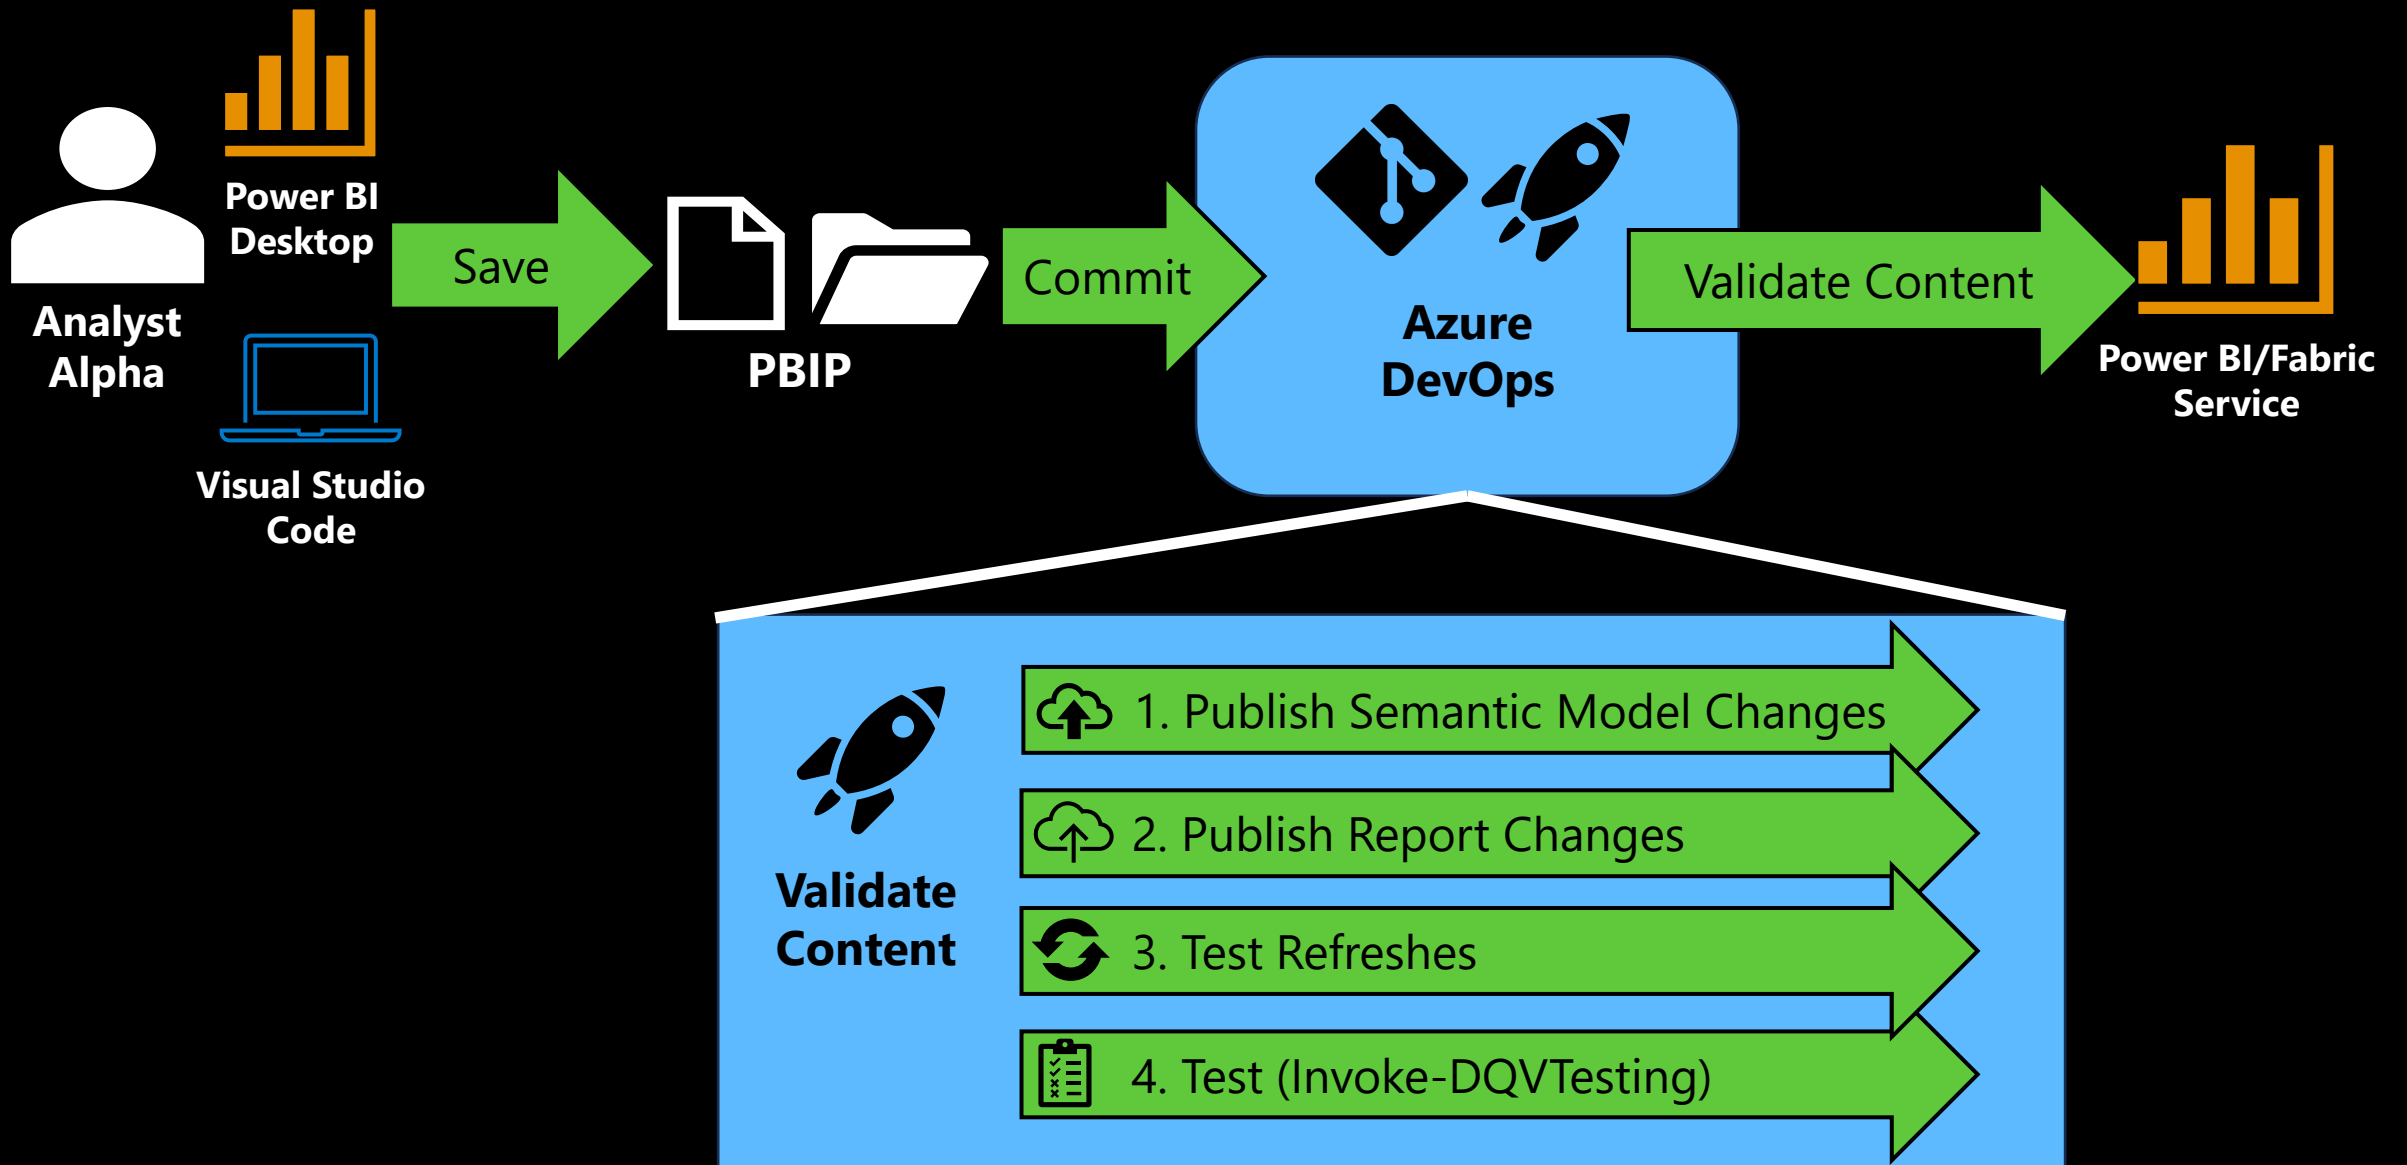 Power BI
Desktop
Analyst
Alpha
Visual Studio
Code
Save
PBIP
Commit
Azure
DevOps
Validate Content
Power BI/Fabric
Service
Validate
Content
1. Publish Semantic Model Changes
2. Publish Report Changes
3. Test Refreshes
4. Test (Invoke-DQVTesting)